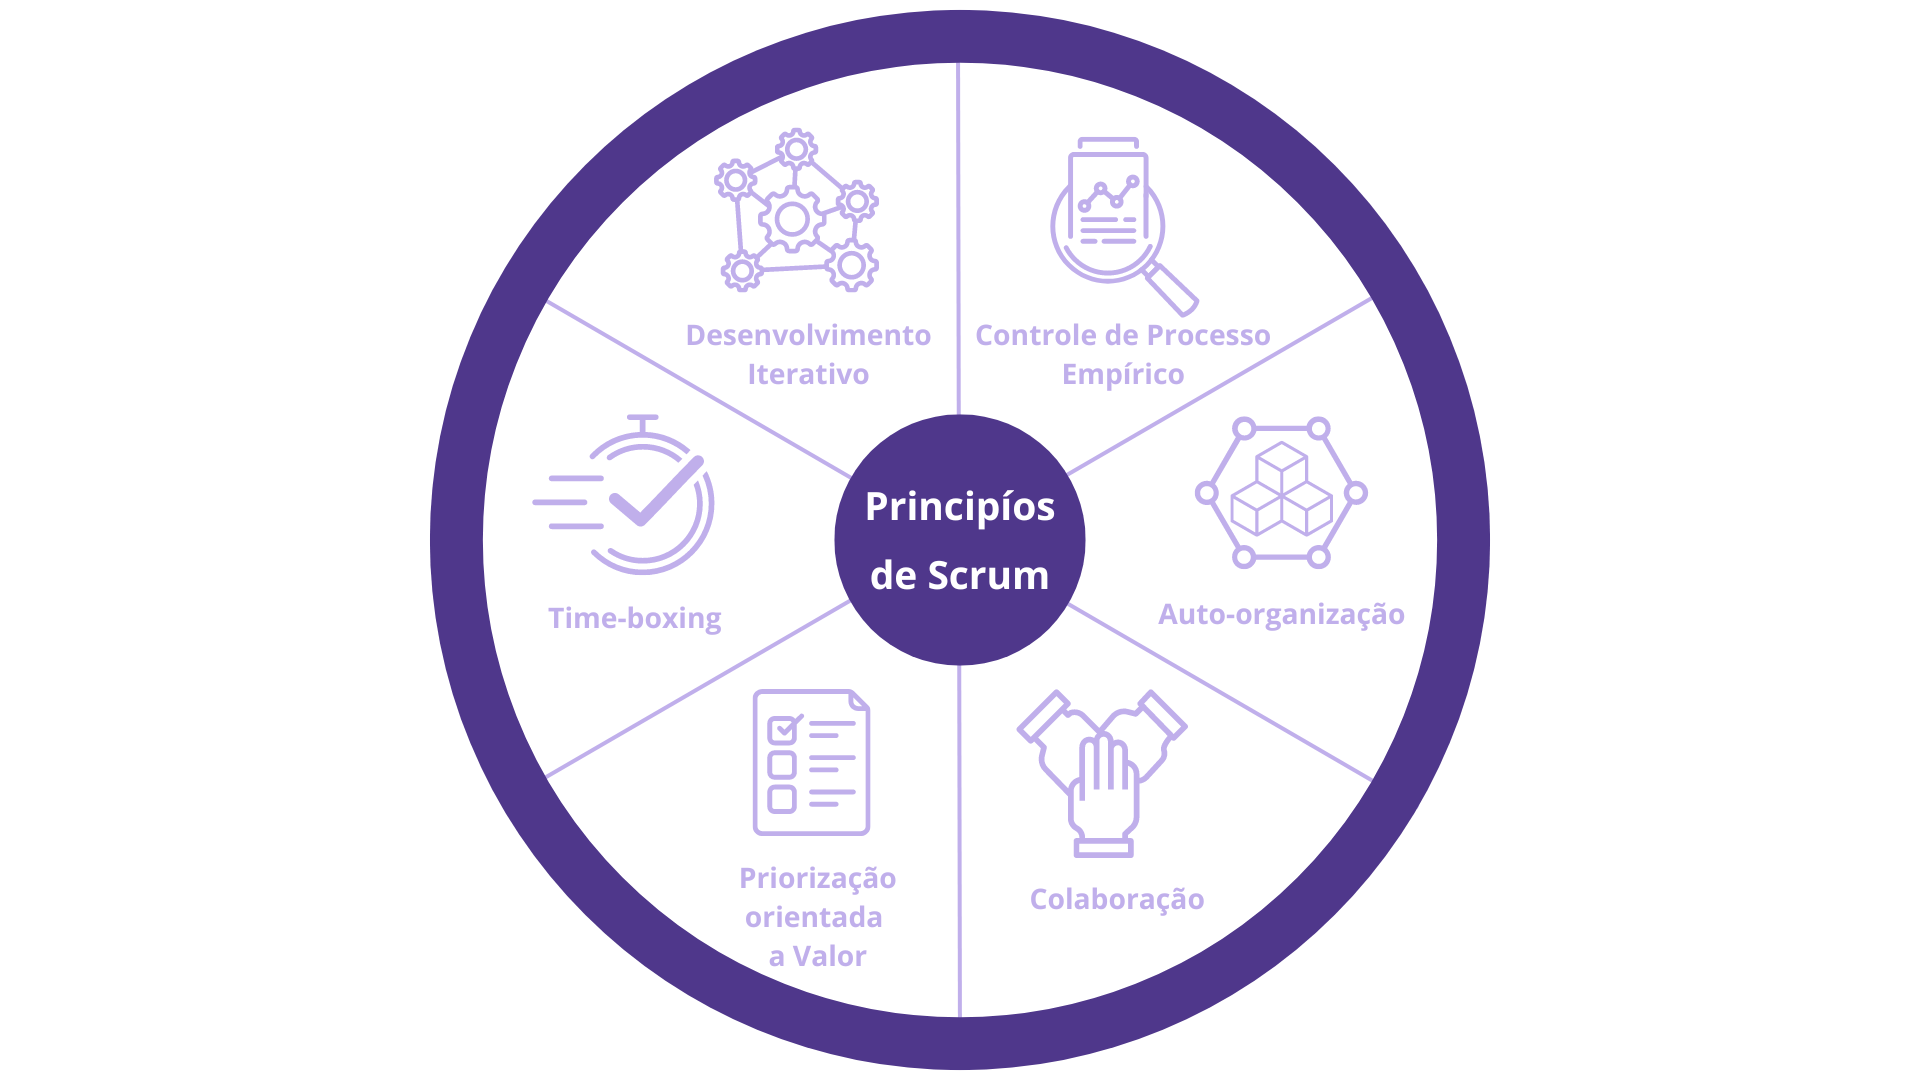 Desenvolvimento
Iterativo
Controle de Processo
Empírico
Time-boxing
Principíos
de Scrum
Auto-organização
Priorização
orientada
a Valor
Colaboração